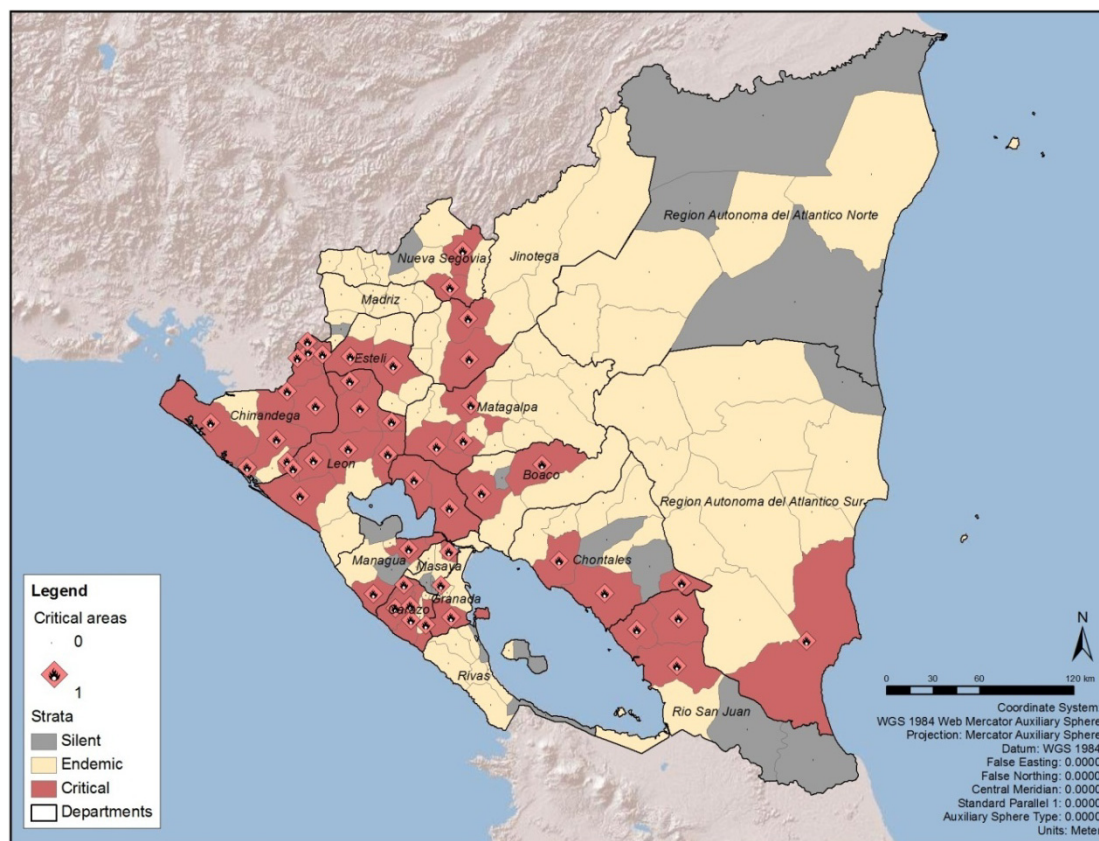 Region Autonoma del Atlantico Norte
Nueva Segovia
Jinotega
Madriz
Esteli
Chinandega
Matagalpa
Leon
Boaco
Region Autonoma del Atlantico Sur
Managua
Masaya
Chontales
Granada
Carazo
Rivas
Rio San Juan
Legend
Critical areas
0
1
Strata
Silent
Endemic
Critical
Departments
N
0 30 60 120 km
Coordinate System:
WGS 1984 Web Mercator Auxiliary Sphere
Projection: Mercator Auxiliary Sphere
Datum: WGS 1984
False Easting: 0.0000
False Northing: 0.0000
Central Meridian: 0.0000
Standard Parallel 1: 0.0000
Auxiliary Sphere Type: 0.0000
Units: Meter